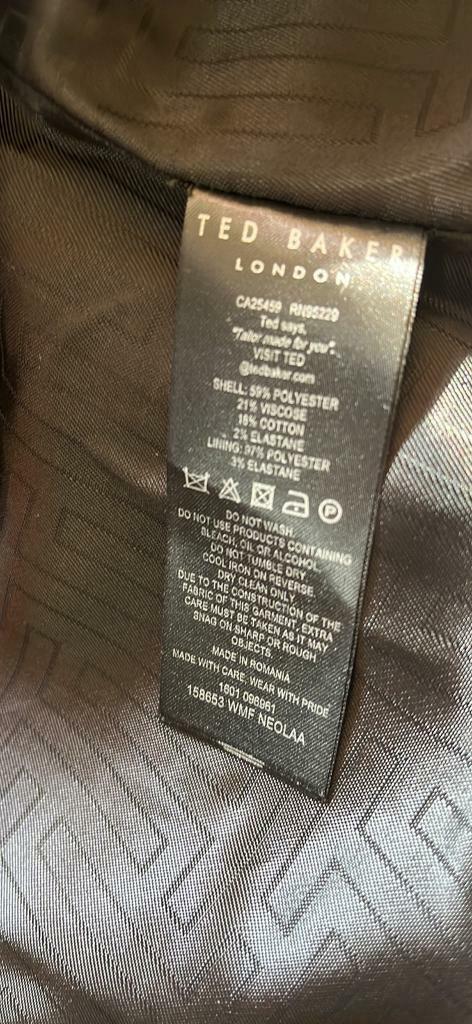 TED BAKER
LONDON
CA25459 RN95229
Ted says,
"Tailor made for you".
VISIT TED
@tedbaker.com
SHELL: 59% POLYESTER
21% VISCOSE
18% COTTON
2% ELASTANE
LINING: 97% POLYESTER
3% ELASTANE
P
DO NOT WASH.
DO NOT USE PRODUCTS CONTAINING
BLEACH, OIL OR ALCOHOL.
DO NOT TUMBLE DRY.
COOL IRON ON REVERSE.
DRY CLEAN ONLY.
DUE TO THE CONSTRUCTION OF THE
FABRIC OF THIS GARMENT, EXTRA
CARE MUST BE TAKEN AS IT MAY
SNAG ON SHARP OR ROUGH
OBJECTS.
MADE IN ROMANIA
MADE WITH CARE. WEAR WITH PRIDE
1601 096961
158653 WMF NEOLAA